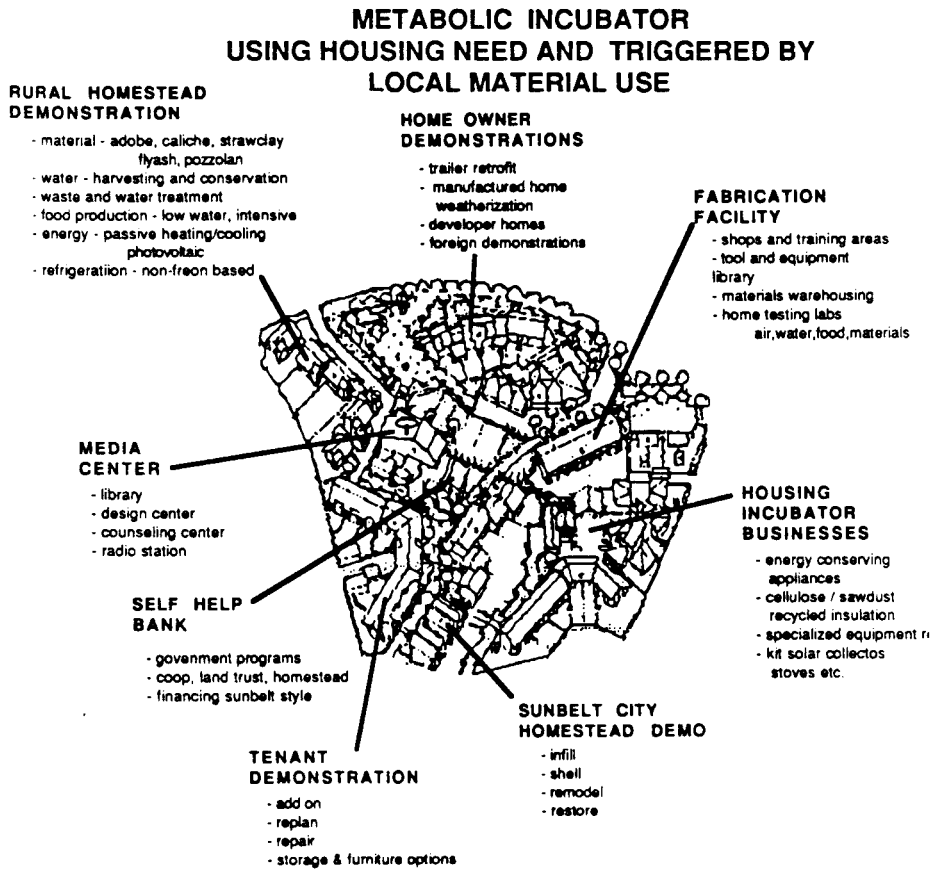 METABOLIC INCUBATOR
USING HOUSING NEED AND TRIGGERED BY
LOCAL MATERIAL USE
RURAL HOMESTEAD
DEMONSTRATION
- material - adobe, caliche, strawclay
flyash, pozzolan
- water - harvesting and conservation
- waste and water treatment
- food production - low water, intensive
- energy - passive heating/cooling
photovoltaic
- refrigeratiion - non-freon based
HOME OWNER
DEMONSTRATIONS
- trailer retrofit
- manufactured home
weatherization
- developer homes
- foreign demonstrations
FABRICATION
FACILITY
- shops and training areas
- tool and equipment
library
- materials warehousing
- home testing labs
air,water,food,materials
MEDIA
CENTER
- library
- design center
- counseling center
- radio station
HOUSING
INCUBATOR
BUSINESSES
- energy conserving
appliances
- cellulose / sawdust
recycled insulation
- specialized equipment
- kit solar collectos
stoves etc.
SELF HELP
BANK
- govenment programs
- coop, land trust, homestead
- financing sunbelt style
SUNBELT CITY
HOMESTEAD DEMO
- infill
- shell
- remodel
- restore
TENANT
DEMONSTRATION
- add on
- replan
- repair
- storage & furniture options